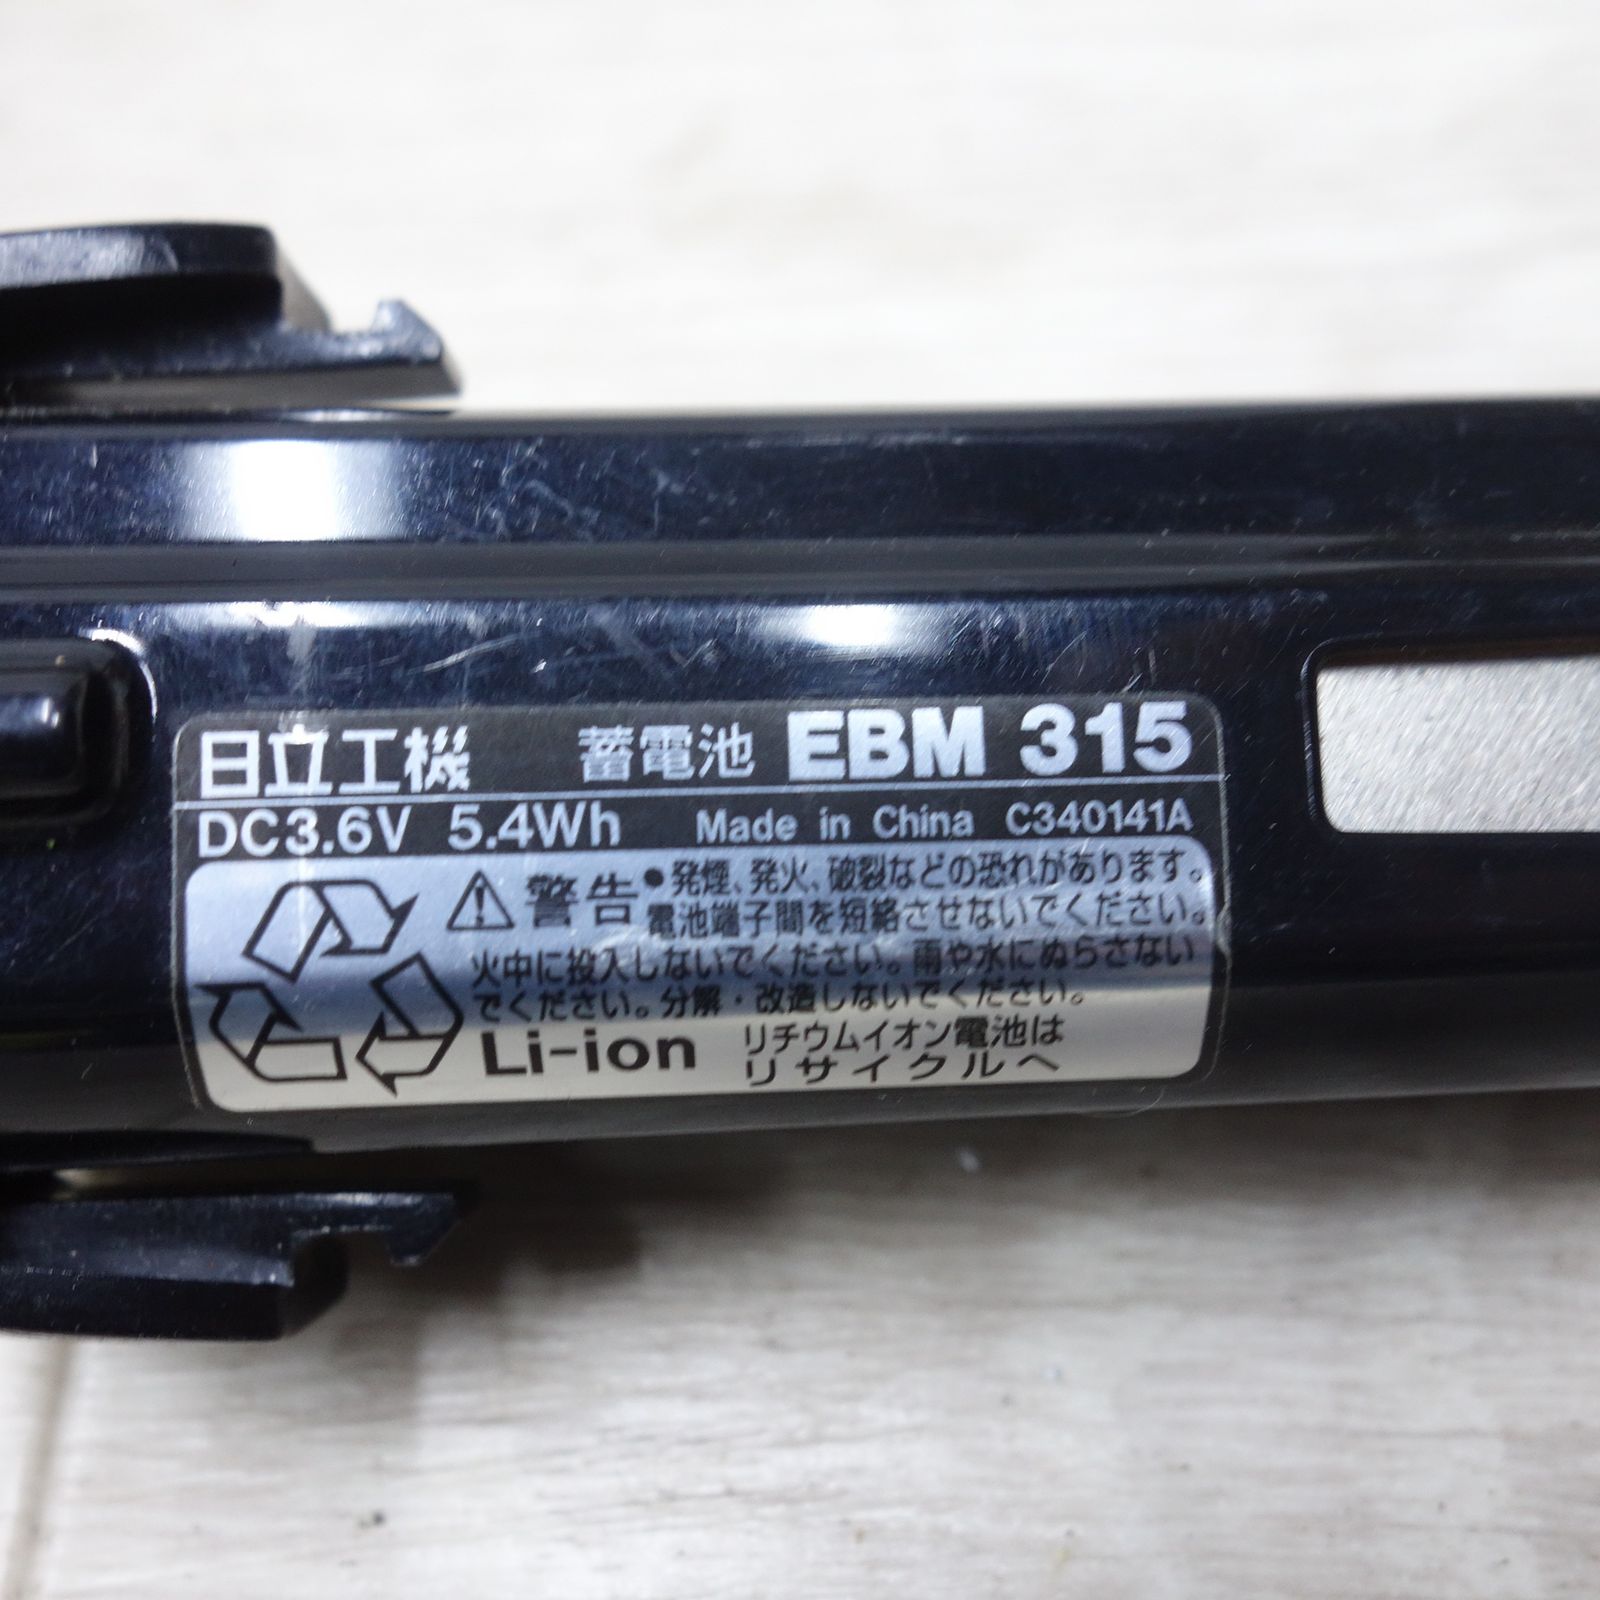 日立工機 蓄電池 EBM 315
DC3.6V 5.4Wh Made in China C340141A
警告 •発煙、発火、破裂などの恐れがあります。
電池端子間を短絡させないでください。
火中に投入しないでください。雨や水にぬらさない
でください。分解・改造しないでください。
Li-ion リチウムイオン電池は
リサイクルへ